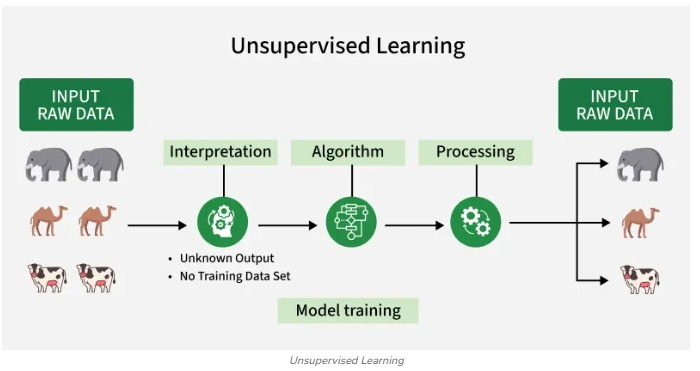 Unsupervised Learning
INPUT
RAW DATA
INPUT
RAW DATA
Interpretation
Algorithm
Processing
• Unknown Output
• No Training Data Set
Model training
Unsupervised Learning